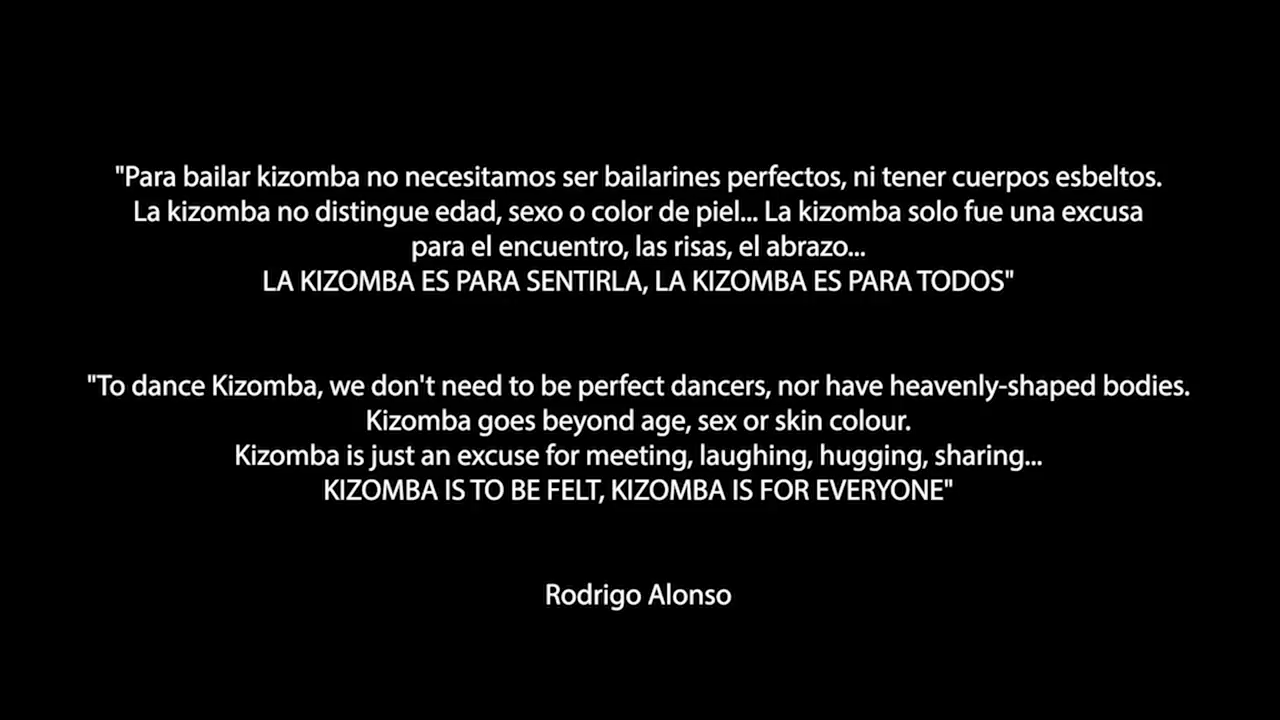 "Para bailar kizomba no necesitamos ser bailarines perfectos, ni tener cuerpos esbeltos.
La kizomba no distingue edad, sexo o color de piel... La kizomba solo fue una excusa
para el encuentro, las risas, el abrazo...
LA KIZOMBA ES PARA SENTIRLA, LA KIZOMBA ES PARA TODOS"
"To dance Kizomba, we don't need to be perfect dancers, nor have heavenly-shaped bodies.
Kizomba goes beyond age, sex or skin colour.
Kizomba is just an excuse for meeting, laughing, hugging, sharing...
KIZOMBA IS TO BE FELT, KIZOMBA IS FOR EVERYONE"
Rodrigo Alonso